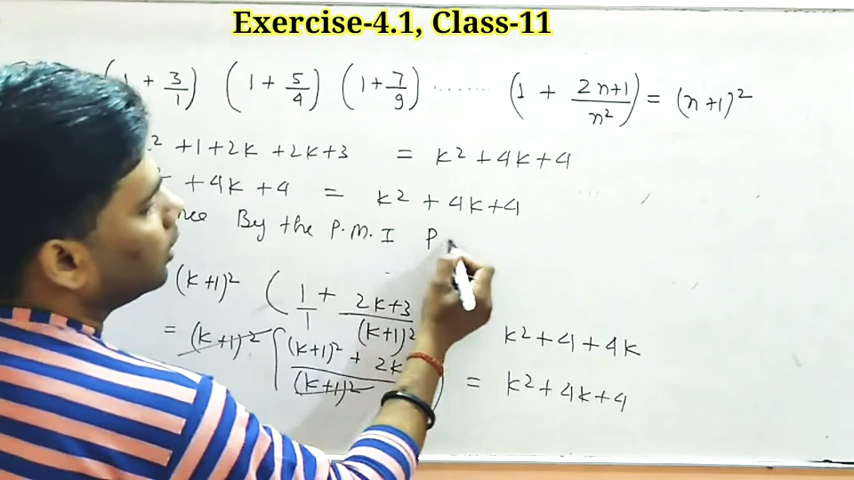 Exercise-4.1, Class-11
+ 3/1) (1 + 5/4) (1 + 7/9) ........ (1 + 2n+1/n²) = (n+1)²
² + 1 + 2k + 2k + 3 = k² + 4k + 4
+ 4k + 4 = k² + 4k + 4
nce By the P.M.I P
(k+1)² ( 1/1 + 2k+3/(k+1)²
k² + 4 + 4k
= (k+1)² [ (k+1)² + 2k/(k+1)² ) = k² + 4k + 4